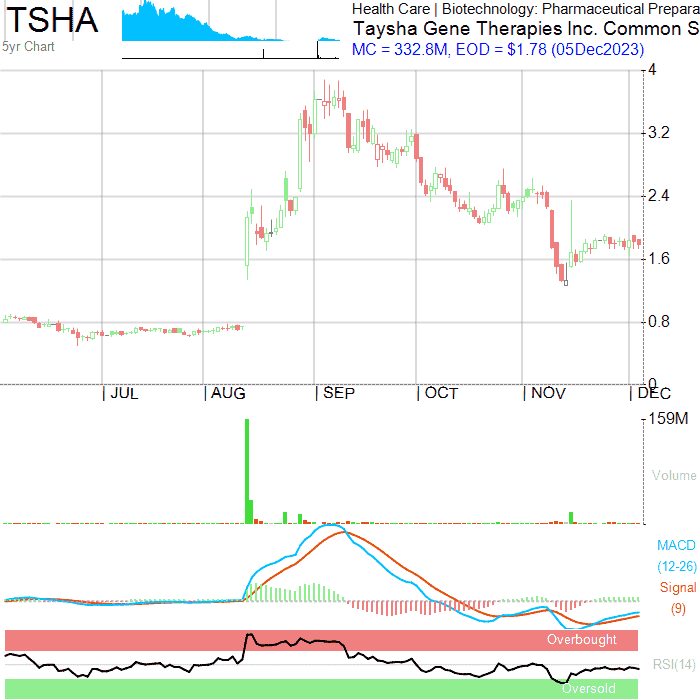 TSHA
5yr Chart
Health Care | Biotechnology: Pharmaceutical Prepara
Taysha Gene Therapies Inc. Common S
MC = 332.8M, EOD = $1.78 (05Dec2023)
4
3.2
2.4
1.6
0.8
0
| JUL | AUG | SEP | OCT | NOV | DEC
159M
Volume
MACD
(12-26)
Signal
(9)
Overbought
RSI(14)
Oversold